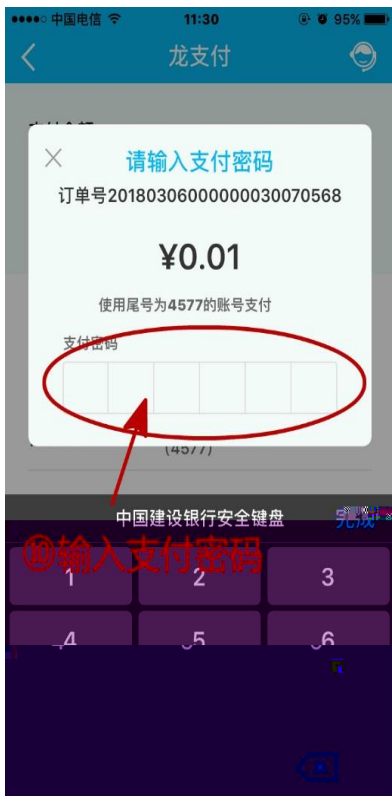 中国电信 11:30 95%
龙支付
请输入支付密码
订单号20180306000000030070568
¥0.01
使用尾号为4577的账号支付
支付密码
(4577)
中国建设银行安全键盘 完成
⑩输入支付密码
1 2 3
4 5 6